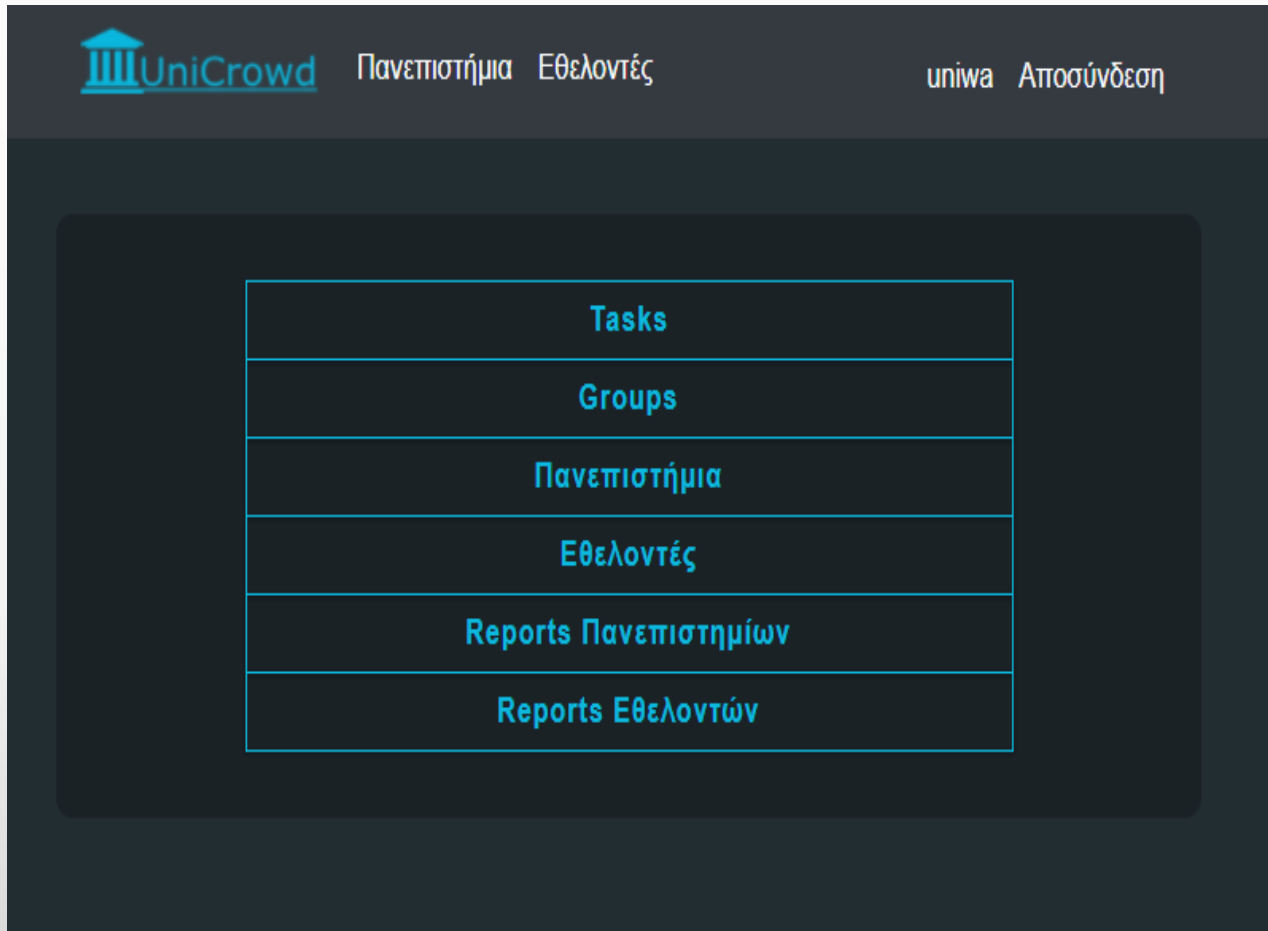 UniCrowd Πανεπιστήμια Εθελοντές uniwa Αποσύνδεση
Tasks
Groups
Πανεπιστήμια
Εθελοντές
Reports Πανεπιστημίων
Reports Εθελοντών